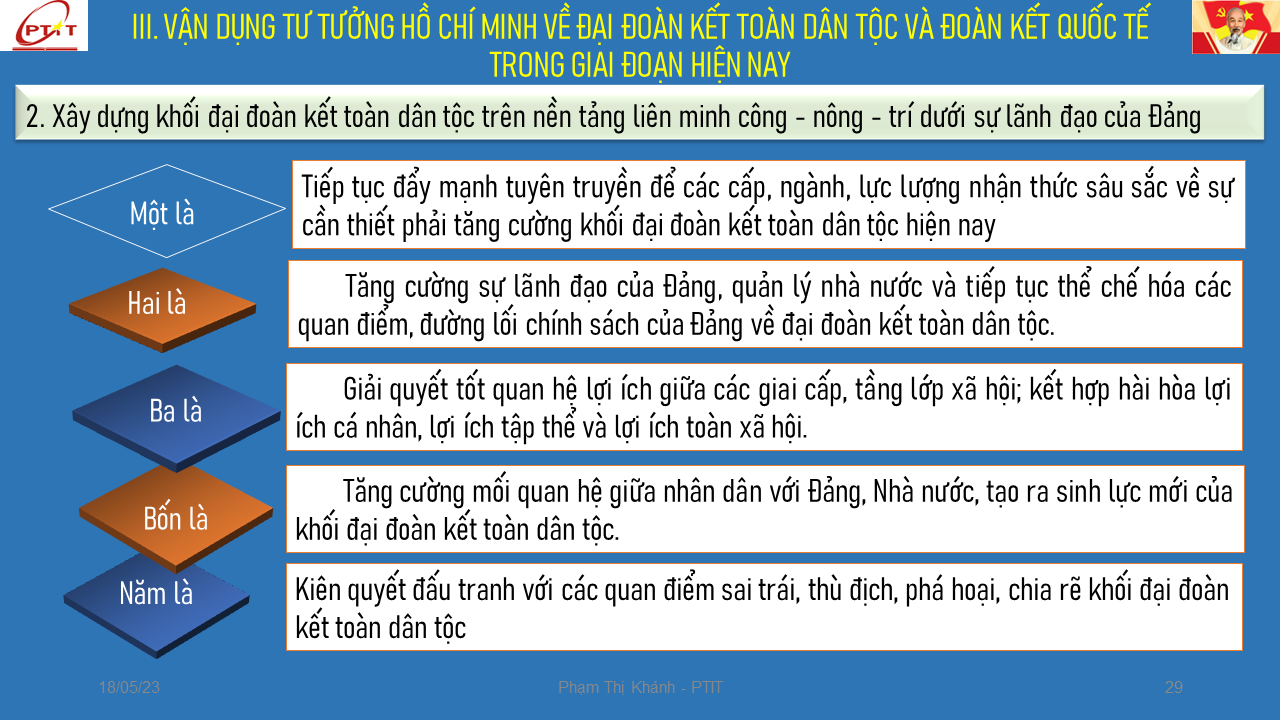 PTIT
III. VẬN DỤNG TƯ TƯỞNG HỒ CHÍ MINH VỀ ĐẠI ĐOÀN KẾT TOÀN DÂN TỘC VÀ ĐOÀN KẾT QUỐC TẾ
TRONG GIAI ĐOẠN HIỆN NAY
2. Xây dựng khối đại đoàn kết toàn dân tộc trên nền tảng liên minh công - nông - trí dưới sự lãnh đạo của Đảng
Một là
Tiếp tục đẩy mạnh tuyên truyền để các cấp, ngành, lực lượng nhận thức sâu sắc về sự
cần thiết phải tăng cường khối đại đoàn kết toàn dân tộc hiện nay
Hai là
Tăng cường sự lãnh đạo của Đảng, quản lý nhà nước và tiếp tục thể chế hóa các
quan điểm, đường lối chính sách của Đảng về đại đoàn kết toàn dân tộc.
Ba là
Giải quyết tốt quan hệ lợi ích giữa các giai cấp, tầng lớp xã hội; kết hợp hài hòa lợi
ích cá nhân, lợi ích tập thể và lợi ích toàn xã hội.
Bốn là
Tăng cường mối quan hệ giữa nhân dân với Đảng, Nhà nước, tạo ra sinh lực mới của
khối đại đoàn kết toàn dân tộc.
Năm là
Kiên quyết đấu tranh với các quan điểm sai trái, thù địch, phá hoại, chia rẽ khối đại đoàn
kết toàn dân tộc
18/05/23
Phạm Thị Khánh - PTIT
29